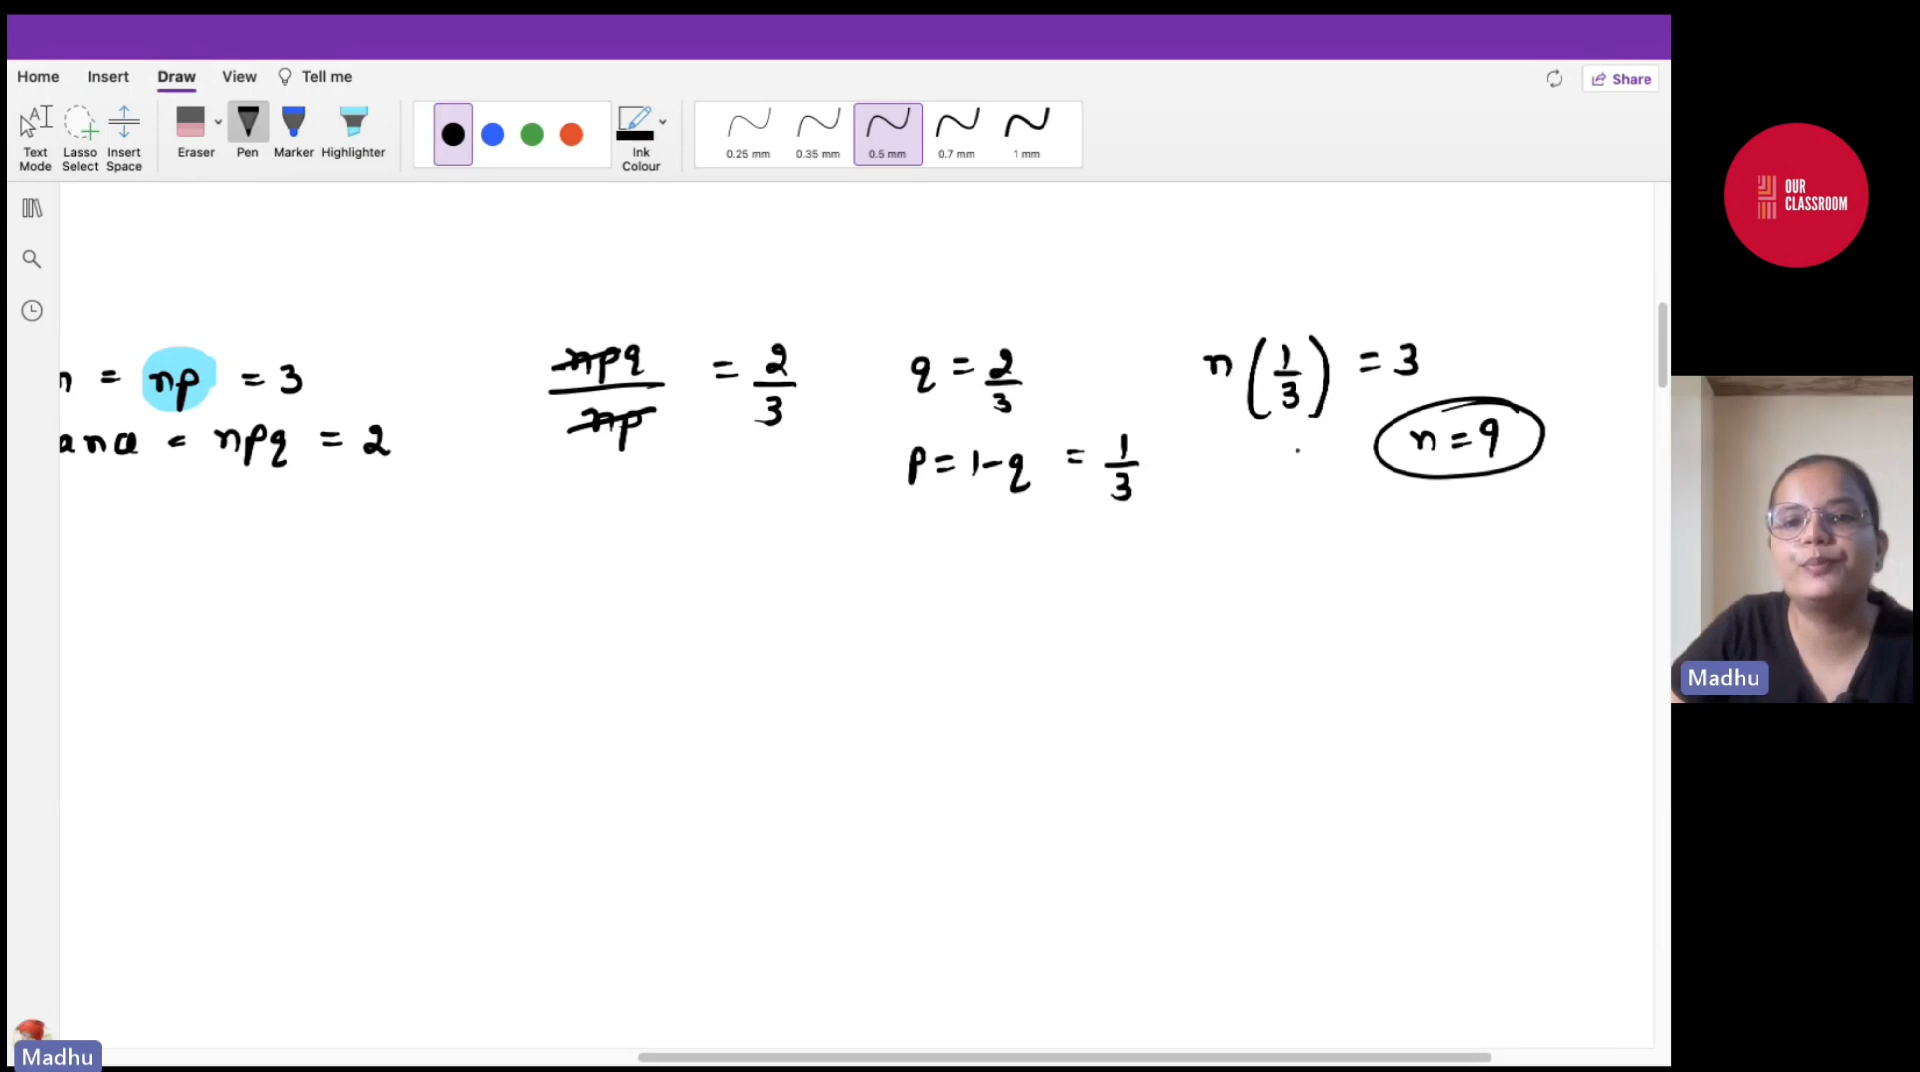 Home Insert Draw View Tell me
Share
Text Mode
Lasso Select
Insert Space
Eraser
Pen
Marker
Highlighter
Ink Colour
0.25 mm
0.35 mm
0.5 mm
0.7 mm
1 mm
OUR CLASSROOM
n = np = 3
npq/np = 2/3
q = 2/3
n(1/3) = 3
ance = npq = 2
p = 1-q = 1/3
n = 9
Madhu
Madhu